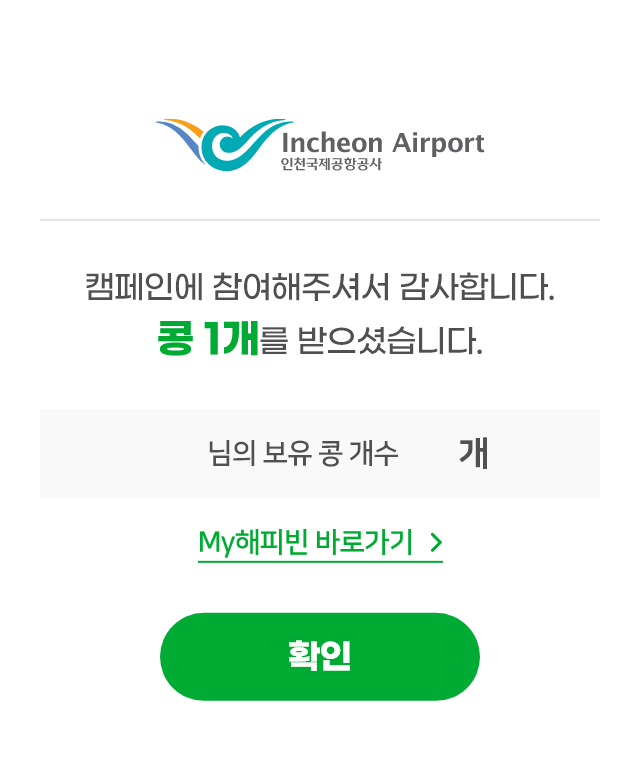 Incheon Airport
인천국제공항공사
캠페인에 참여해주셔서 감사합니다.
콩 1개를 받으셨습니다.
님의 보유 콩 개수 개
My해피빈 바로가기 >
확인